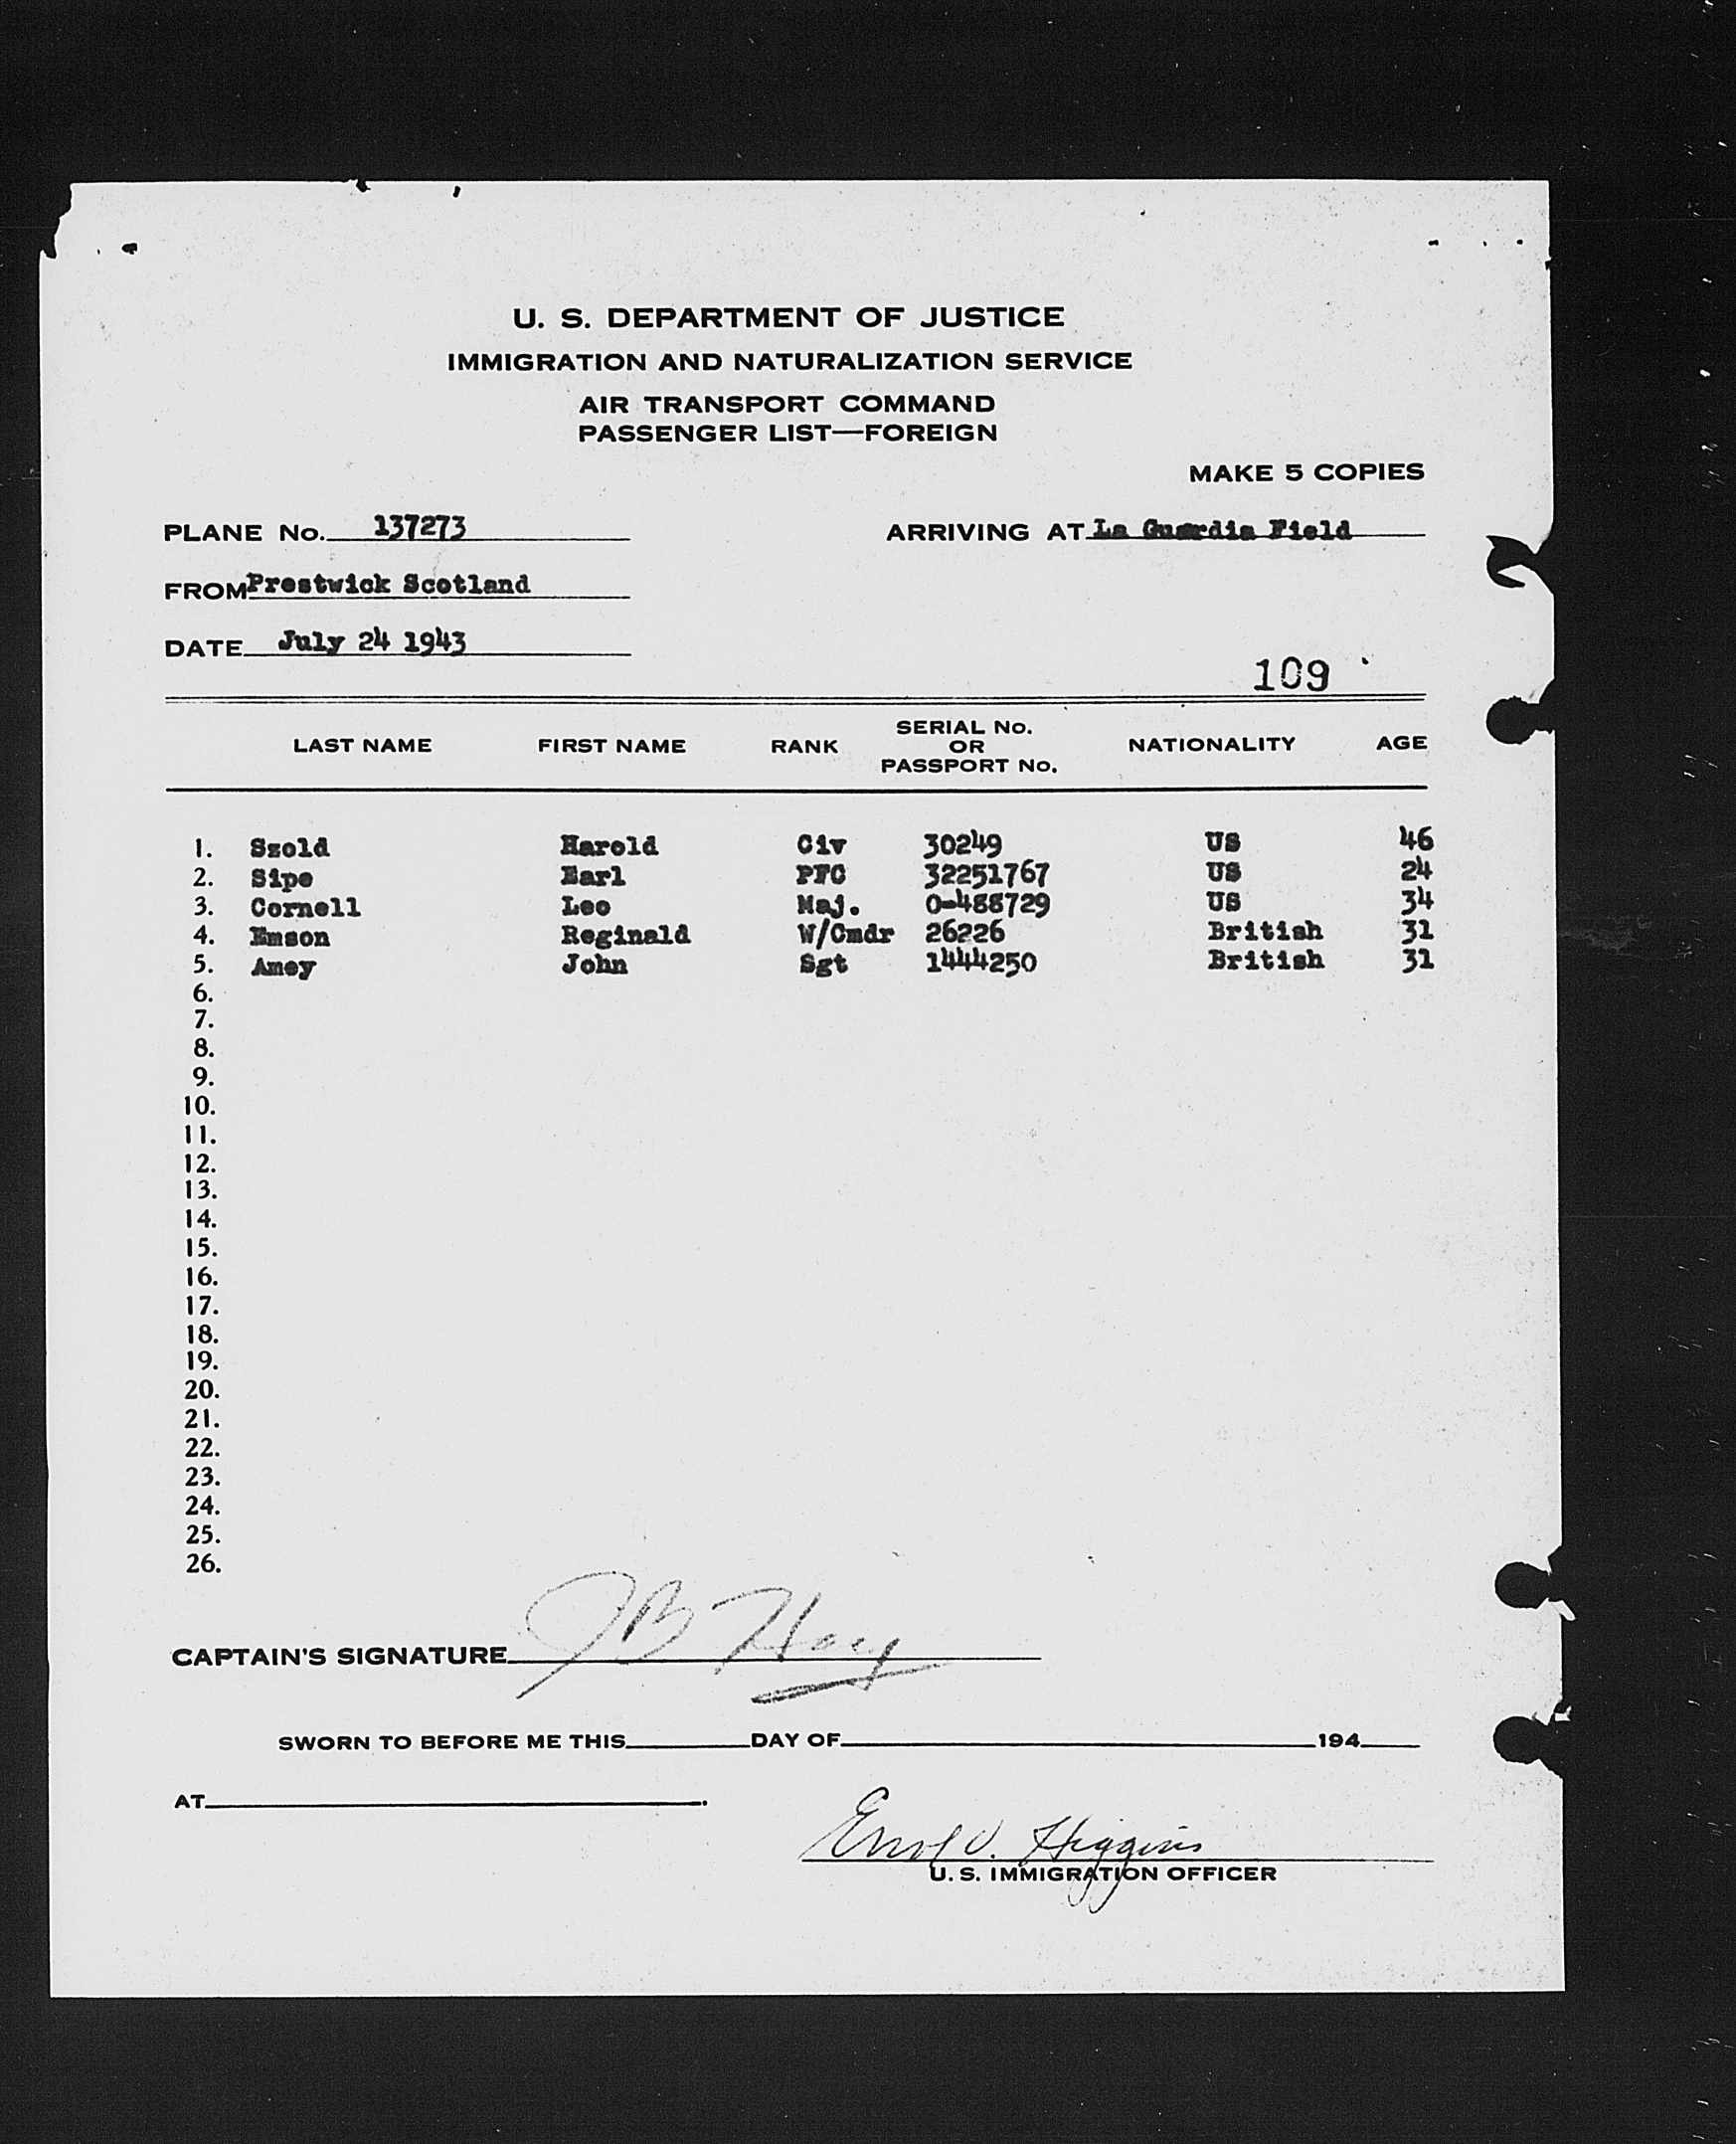 U. S. DEPARTMENT OF JUSTICE
IMMIGRATION AND NATURALIZATION SERVICE
AIR TRANSPORT COMMAND
PASSENGER LIST—FOREIGN
MAKE 5 COPIES
PLANE No. 137273 ARRIVING AT La Guardia Field
FROM Prestwick Scotland
DATE July 24 1943
109
LAST NAME FIRST NAME RANK SERIAL No. OR PASSPORT No. NATIONALITY AGE
1. Szold Harold Civ 30249 US 46
2. Sipe Earl PFC 32251767 US 24
3. Cornell Leo Maj. 0-488729 US 34
4. Emson Reginald W/Cmdr 26226 British 31
5. Amey John Sgt 1444250 British 31
6.
7.
8.
9.
10.
11.
12.
13.
14.
15.
16.
17.
18.
19.
20.
21.
22.
23.
24.
25.
26.
CAPTAIN'S SIGNATURE JB Hoey
SWORN TO BEFORE ME THIS DAY OF 194
AT .
V. Higgins
U. S. IMMIGRATION OFFICER